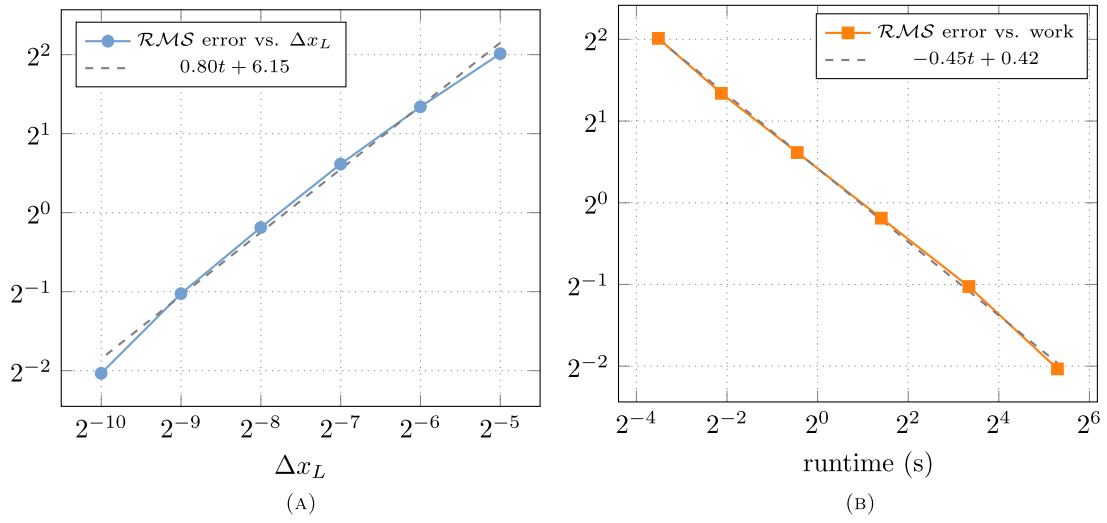 𝓡𝓜𝓢 error vs. Δx_L
0.80t + 6.15
2^2
2^1
2^0
2^−1
2^−2
2^−10 2^−9 2^−8 2^−7 2^−6 2^−5
Δx_L
(A)
𝓡𝓜𝓢 error vs. work
−0.45t + 0.42
2^2
2^1
2^0
2^−1
2^−2
2^−4 2^−2 2^0 2^2 2^4 2^6
runtime (s)
(B)